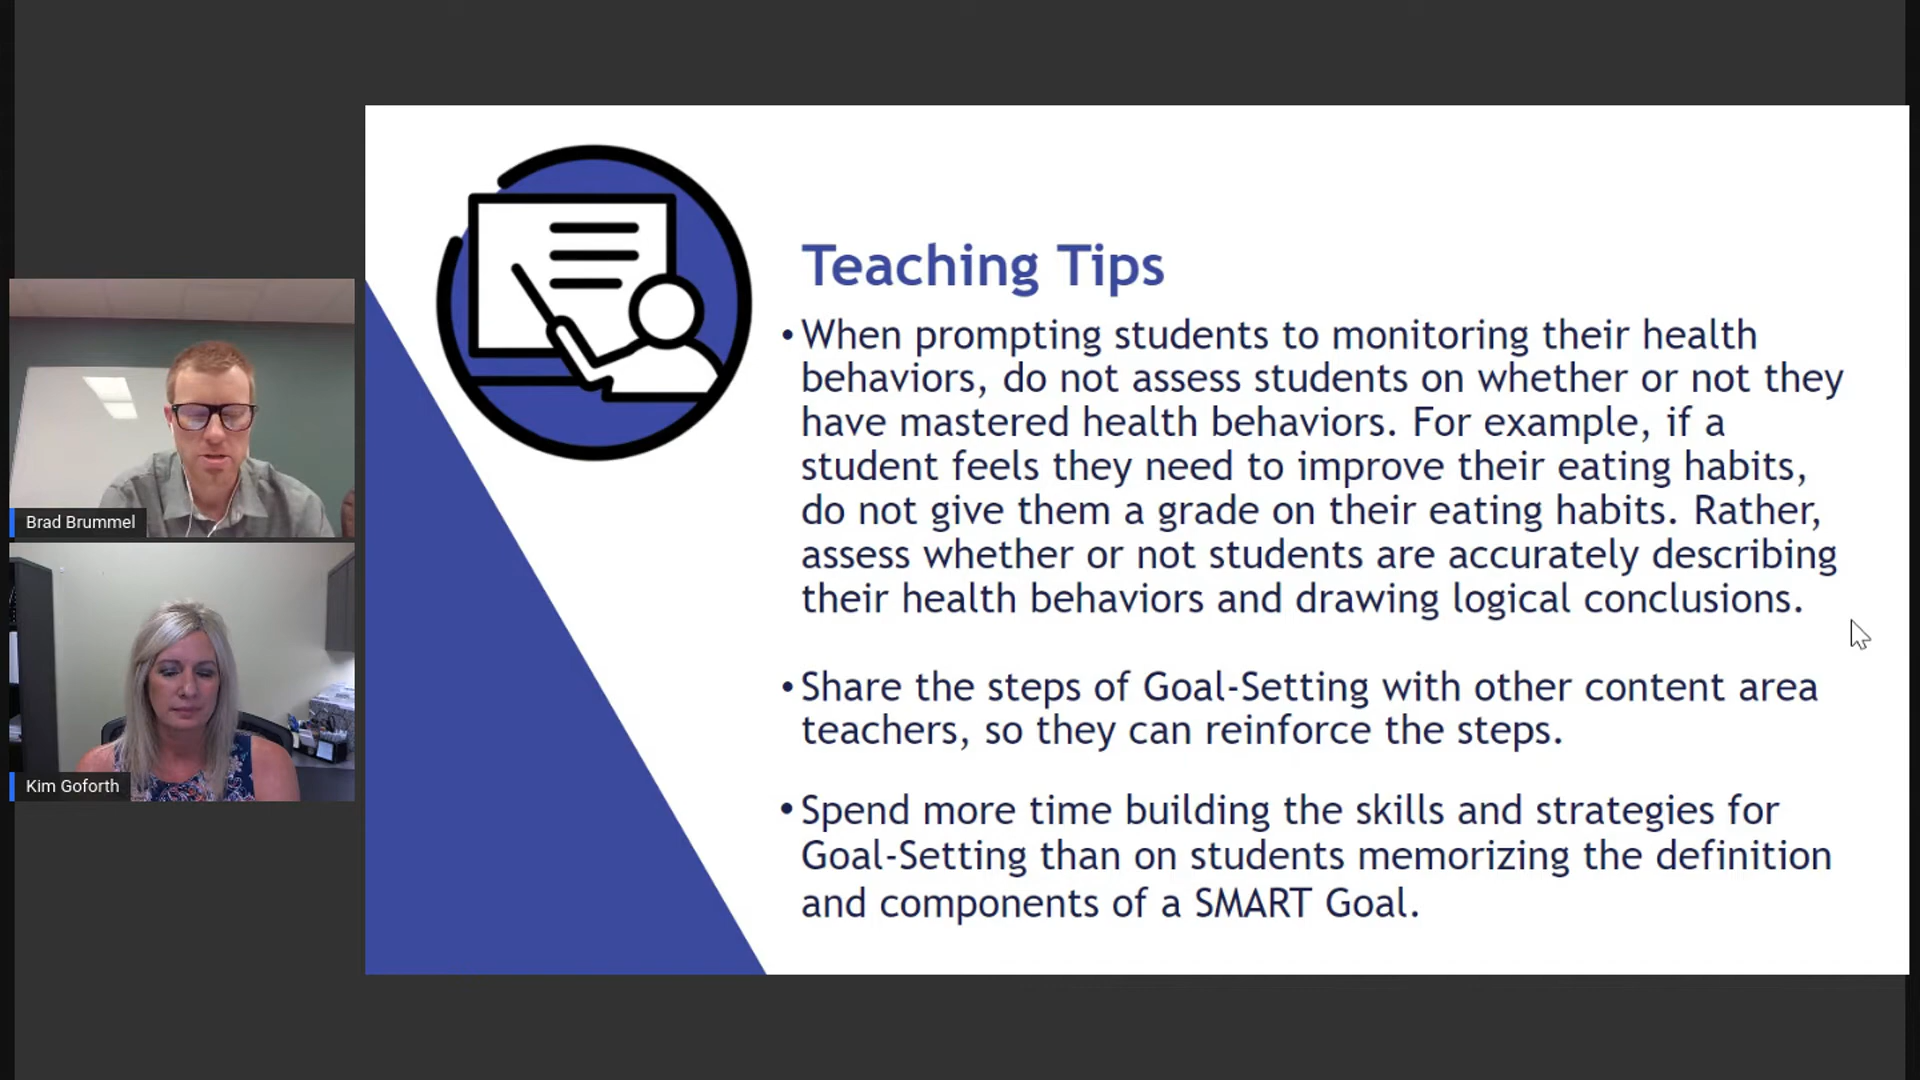 Brad Brummel
Kim Goforth
Teaching Tips
•When prompting students to monitoring their health
behaviors, do not assess students on whether or not they
have mastered health behaviors. For example, if a
student feels they need to improve their eating habits,
do not give them a grade on their eating habits. Rather,
assess whether or not students are accurately describing
their health behaviors and drawing logical conclusions.
•Share the steps of Goal-Setting with other content area
teachers, so they can reinforce the steps.
•Spend more time building the skills and strategies for
Goal-Setting than on students memorizing the definition
and components of a SMART Goal.